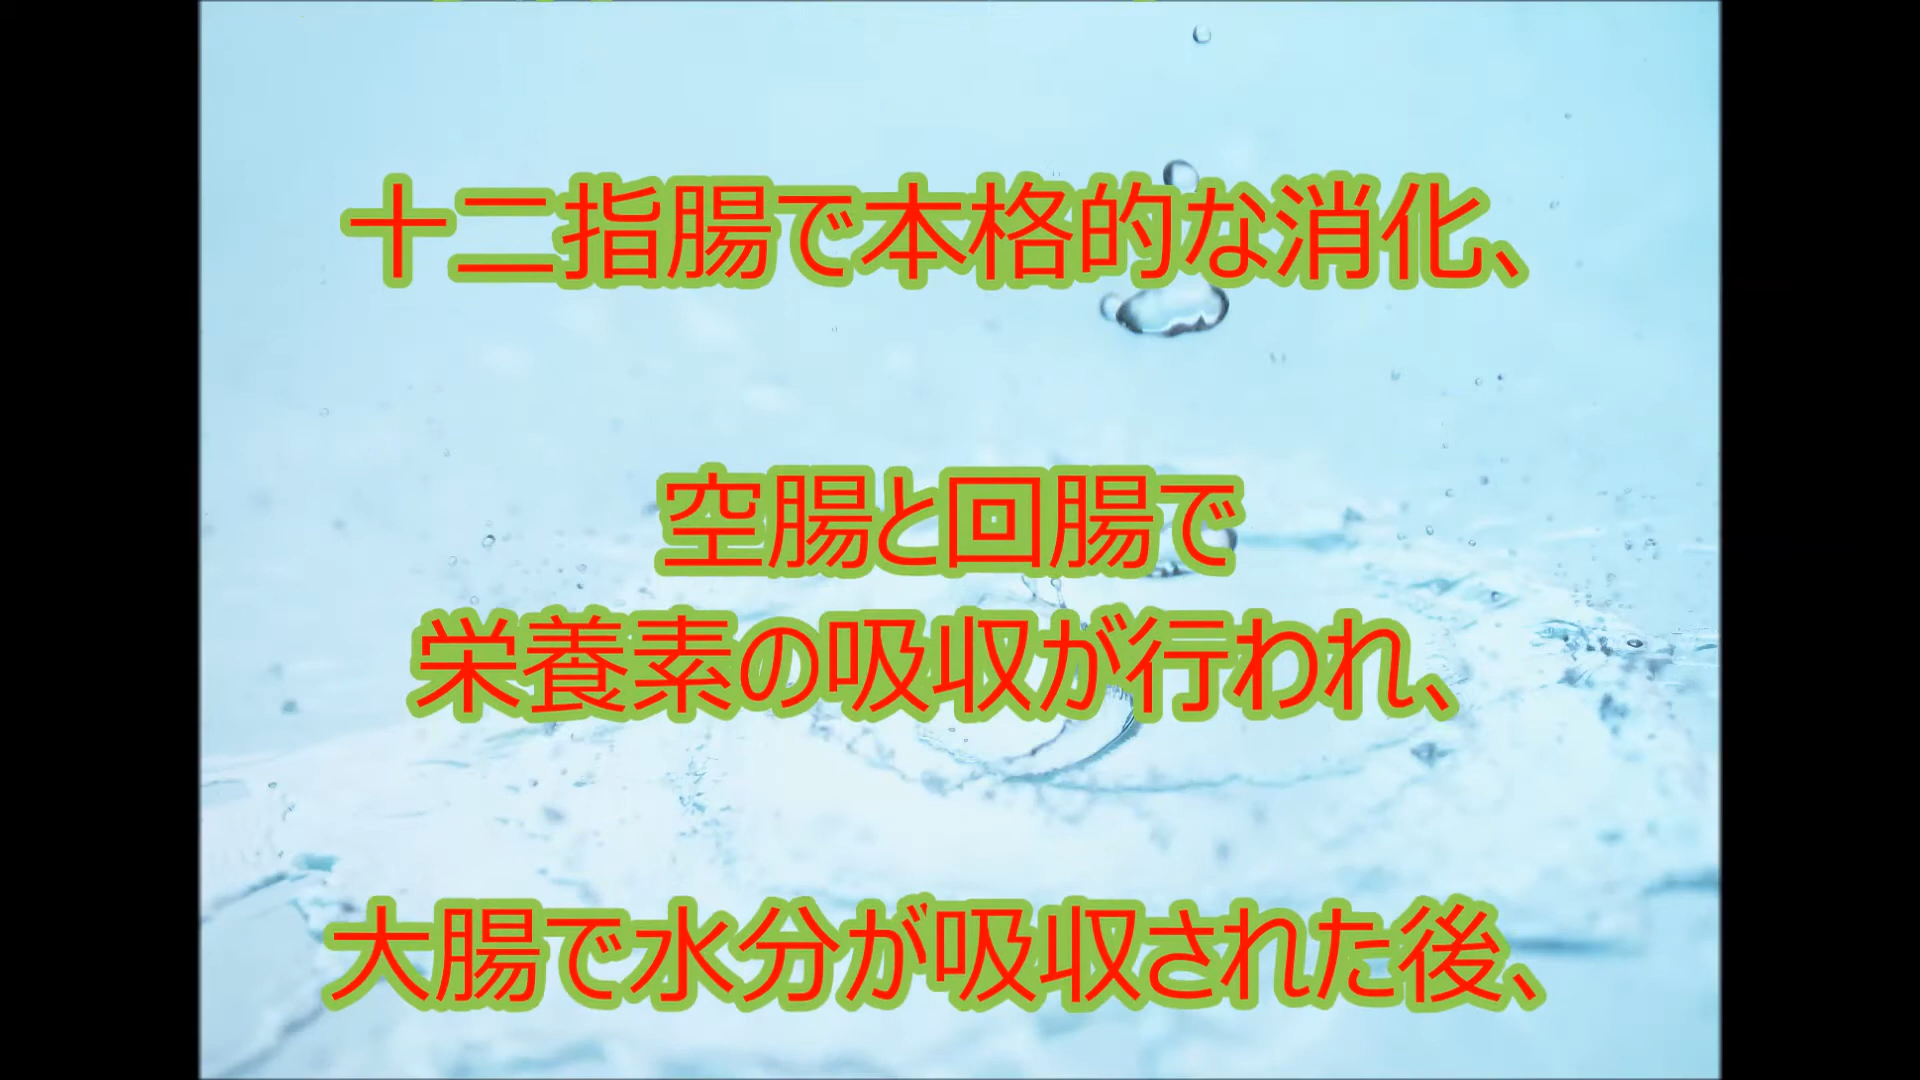 十二指腸で本格的な消化、
空腸と回腸で
栄養素の吸収が行われ、
大腸で水分が吸収された後、